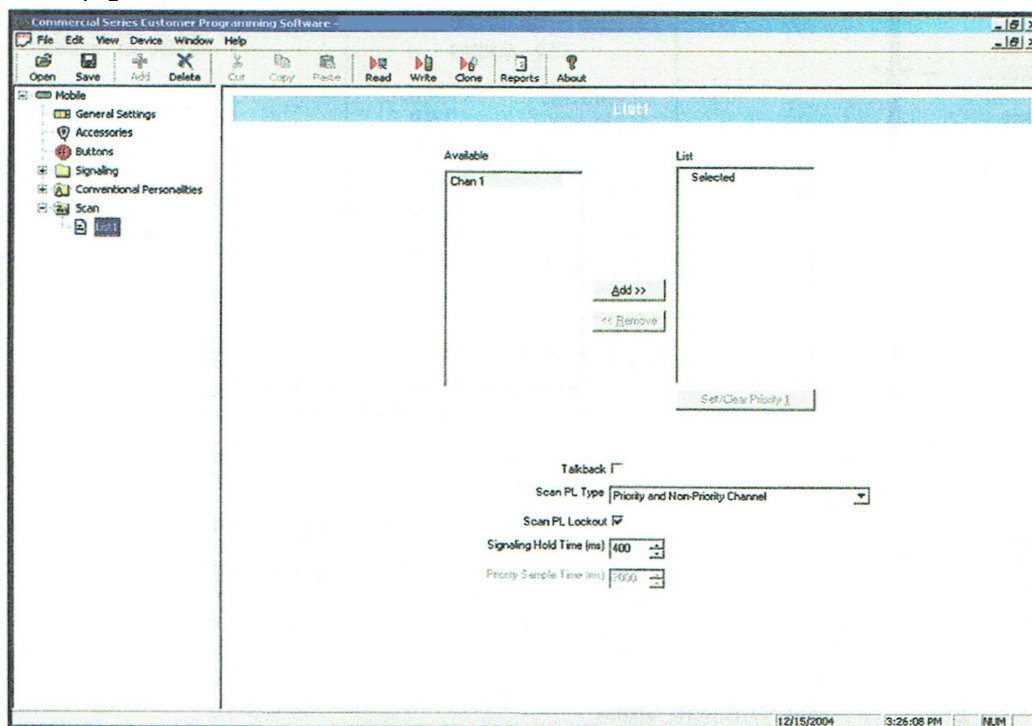 Commercial Series Customer Programming Software -
File Edit View Device Window Help
Open Save Add Delete Cut Copy Paste Read Write Clone Reports About
Mobile
General Settings
Accessories
Buttons
Signaling
Conventional Personalities
Scan
List1
List1
Available
Chan 1
List
Selected
Add >>
<< Remove
Set/Clear Priority 1
Talkback
Scan PL Type Priority and Non-Priority Channel
Scan PL Lockout
Signaling Hold Time (ms) 400
Priority Sample Time (ms) 2000
12/15/2004 3:26:08 PM NUM